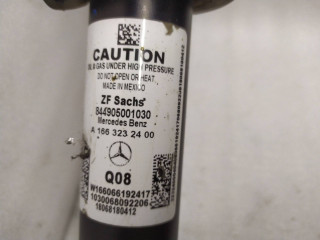 CAUTION
OIL & GAS UNDER HIGH PRESSURE
DO NOT OPEN OR HEAT
MADE IN MEXICO
ZF Sachs
844905001030
Mercedes Benz
A 166 323 24 00
Q08
W166066192417
1030068092206
18068180412